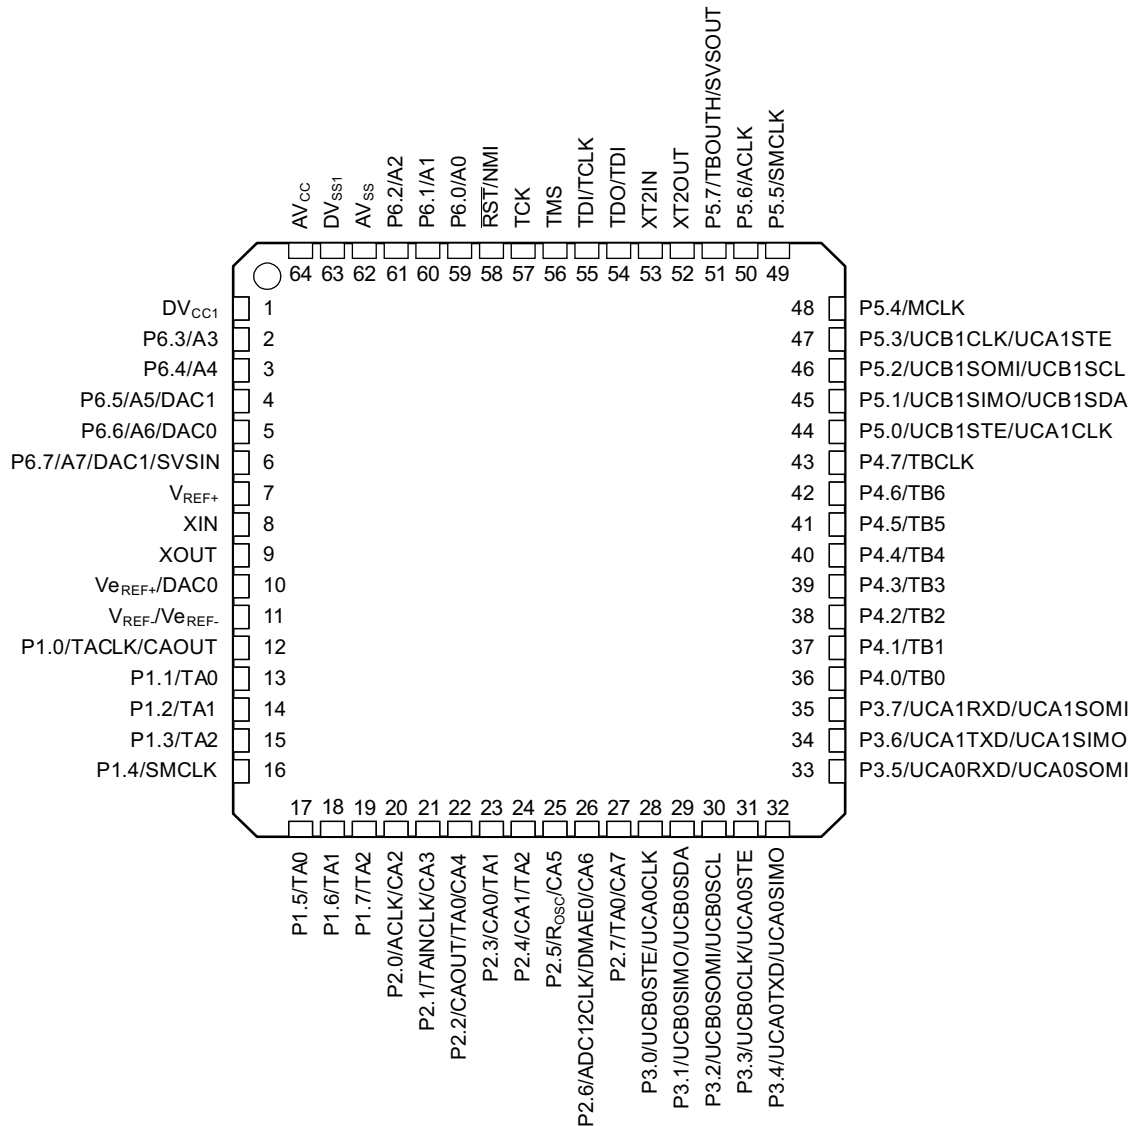 AVCC
DVSS1
AVSS
P6.2/A2
P6.1/A1
P6.0/A0
RST/NMI
TCK
TMS
TDI/TCLK
TDO/TDI
XT2IN
XT2OUT
P5.7/TBOUTH/SVSOUT
P5.6/ACLK
P5.5/SMCLK
64 63 62 61 60 59 58 57 56 55 54 53 52 51 50 49
DVCC1 1
P6.3/A3 2
P6.4/A4 3
P6.5/A5/DAC1 4
P6.6/A6/DAC0 5
P6.7/A7/DAC1/SVSIN 6
VREF+ 7
XIN 8
XOUT 9
VeREF+/DAC0 10
VREF-/VeREF- 11
P1.0/TACLK/CAOUT 12
P1.1/TA0 13
P1.2/TA1 14
P1.3/TA2 15
P1.4/SMCLK 16
48 P5.4/MCLK
47 P5.3/UCB1CLK/UCA1STE
46 P5.2/UCB1SOMI/UCB1SCL
45 P5.1/UCB1SIMO/UCB1SDA
44 P5.0/UCB1STE/UCA1CLK
43 P4.7/TBCLK
42 P4.6/TB6
41 P4.5/TB5
40 P4.4/TB4
39 P4.3/TB3
38 P4.2/TB2
37 P4.1/TB1
36 P4.0/TB0
35 P3.7/UCA1RXD/UCA1SOMI
34 P3.6/UCA1TXD/UCA1SIMO
33 P3.5/UCA0RXD/UCA0SOMI
17 18 19 20 21 22 23 24 25 26 27 28 29 30 31 32
P1.5/TA0
P1.6/TA1
P1.7/TA2
P2.0/ACLK/CA2
P2.1/TAINCLK/CA3
P2.2/CAOUT/TA0/CA4
P2.3/CA0/TA1
P2.4/CA1/TA2
P2.5/ROSC/CA5
P2.6/ADC12CLK/DMAE0/CA6
P2.7/TA0/CA7
P3.0/UCB0STE/UCA0CLK
P3.1/UCB0SIMO/UCB0SDA
P3.2/UCB0SOMI/UCB0SCL
P3.3/UCB0CLK/UCA0STE
P3.4/UCA0TXD/UCA0SIMO